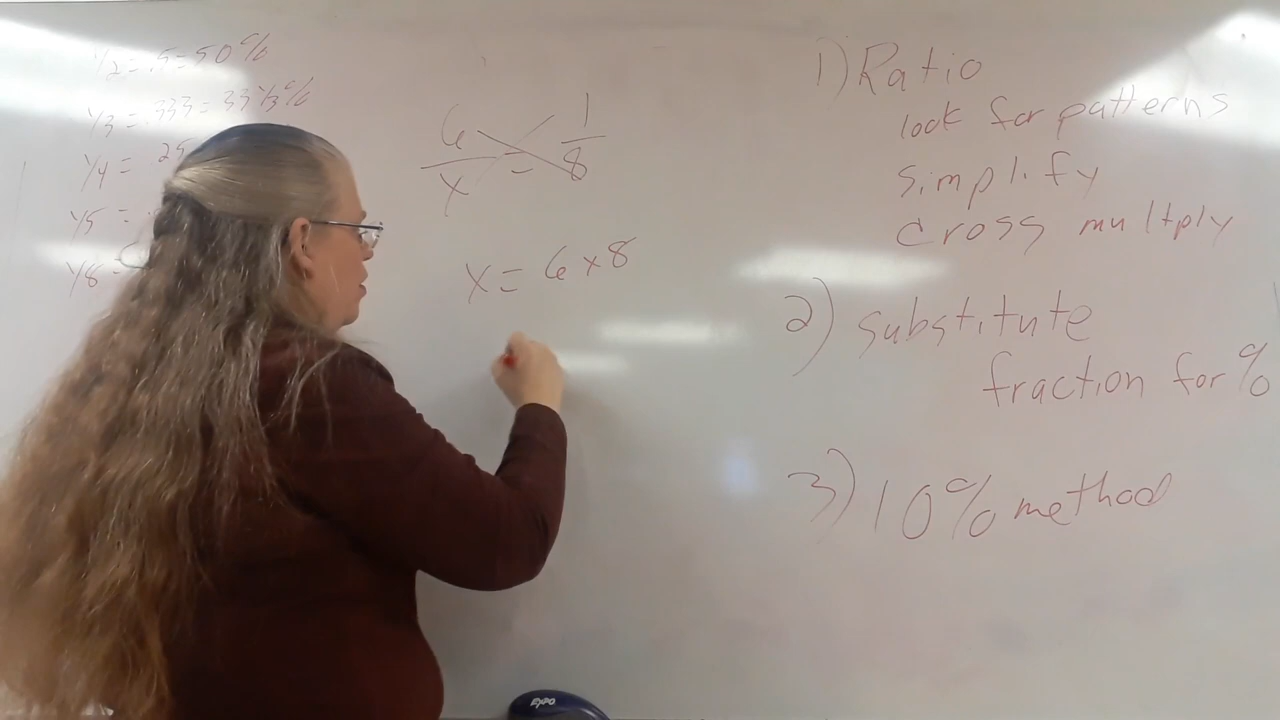 1/2 = .5 = 50%
1/3 = .333 = 33 1/3%
1/4 = .25
1/5 = .
1/8 =
6/x = 1/8
x = 6 x 8
1) Ratio
look for patterns
simplify
cross multply
2) substitute
fraction for %
3) 10% method
EXPO